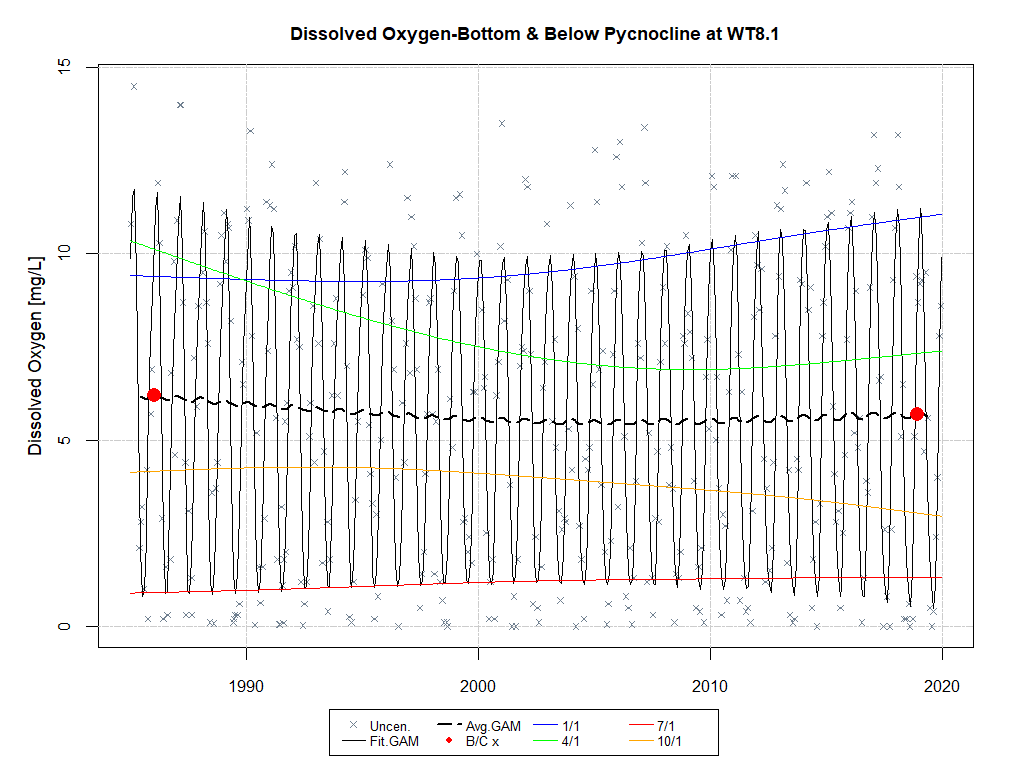 Dissolved Oxygen-Bottom & Below Pycnocline at WT8.1
Dissolved Oxygen [mg/L]
15
10
5
0
1990 2000 2010 2020
Uncen. Avg.GAM 1/1 7/1
Fit.GAM B/C x 4/1 10/1